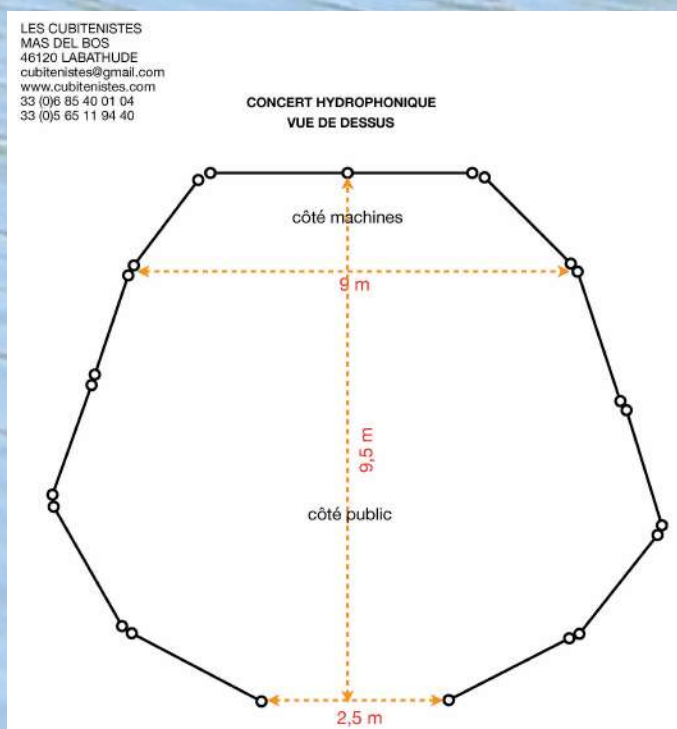 LES CUBITENISTES
MAS DEL BOS
46120 LABATHUDE
cubitenistes@gmail.com
www.cubitenistes.com
33 (0)6 85 40 01 04
33 (0)5 65 11 94 40
CONCERT HYDROPHONIQUE
VUE DE DESSUS
côté machines
9 m
9,5 m
côté public
2,5 m